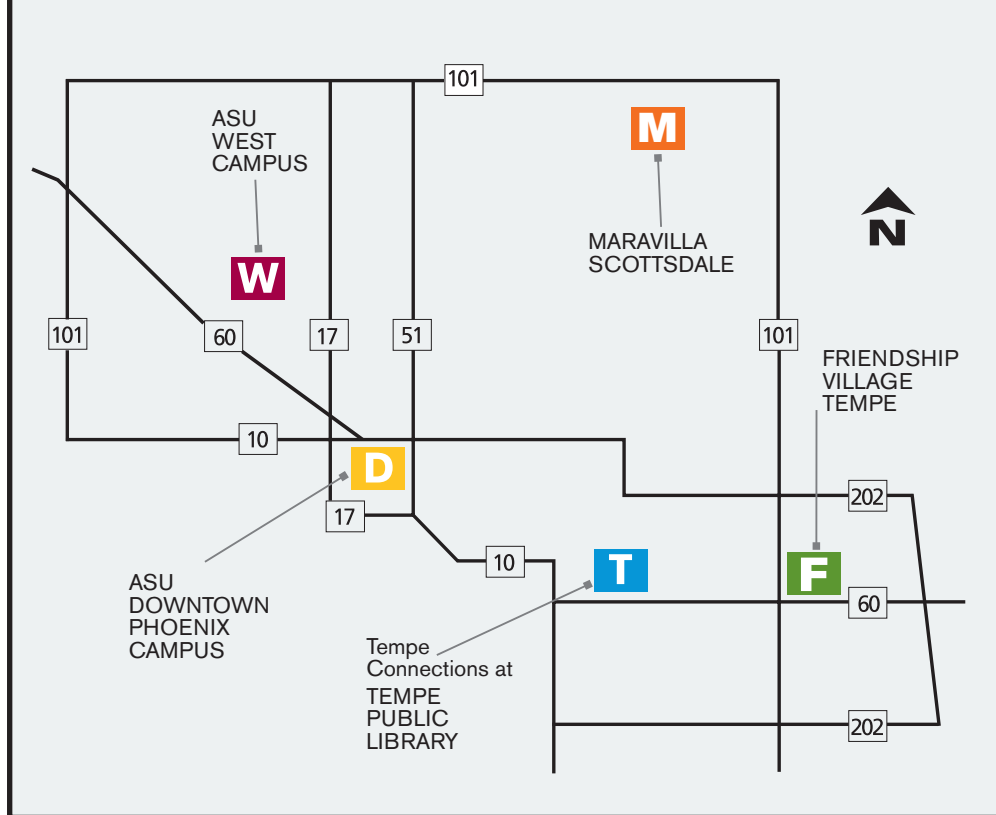 101
ASU
WEST
CAMPUS
M
N
MARAVILLA
SCOTTSDALE
W
101
60
17
51
101
FRIENDSHIP
VILLAGE
TEMPE
10
D
202
17
10
T
F
ASU
DOWNTOWN
PHOENIX
CAMPUS
60
Tempe
Connections at
TEMPE
PUBLIC
LIBRARY
202